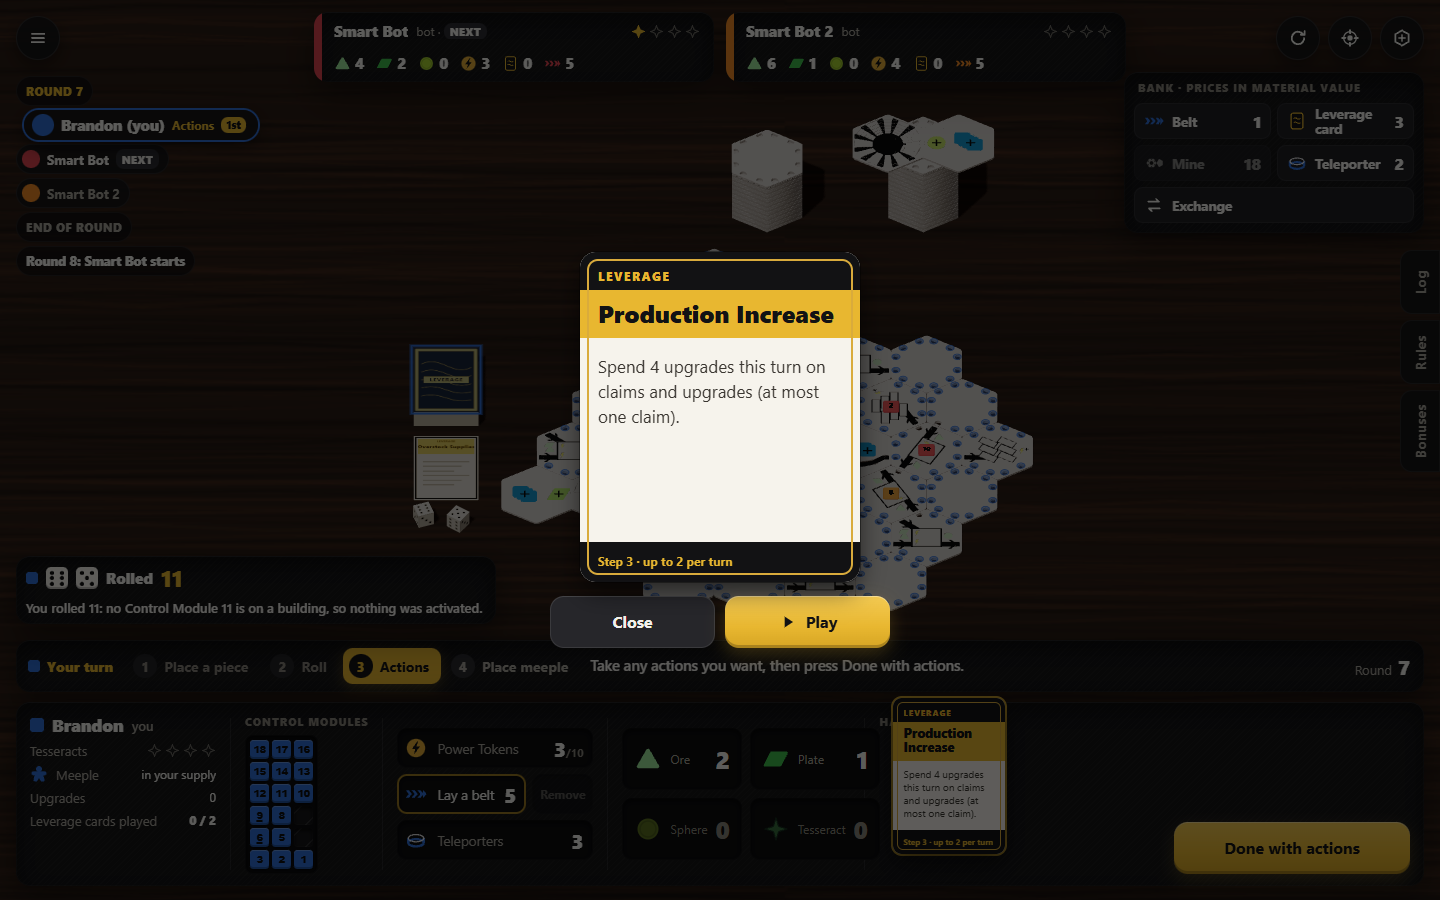 Smart Bot bot · NEXT
4 2 0 3 0 5
Smart Bot 2 bot
6 1 0 4 0 5
ROUND 7
Brandon (you) Actions 1st
Smart Bot NEXT
Smart Bot 2
END OF ROUND
Round 8: Smart Bot starts
BANK · PRICES IN MATERIAL VALUE
Belt 1
Leverage card 3
Mine 18
Teleporter 2
Exchange
Log
Rules
Bonuses
LEVERAGE
Production Increase
Spend 4 upgrades this turn on
claims and upgrades (at most
one claim).
Step 3 · up to 2 per turn
Close
Play
LEVERAGE
2
10
8
Rolled 11
You rolled 11: no Control Module 11 is on a building, so nothing was activated.
Your turn 1 Place a piece 2 Roll 3 Actions 4 Place meeple Take any actions you want, then press Done with actions. Round 7
Brandon you
Tesseracts
Meeple in your supply
Upgrades 0
Leverage cards played 0 / 2
CONTROL MODULES
18 17 16
15 14 13
12 11 10
9 8
6 5
3 2 1
Power Tokens 3/10
Lay a belt 5 Remove
Teleporters 3
Ore 2
Plate 1
Sphere 0
Tesseract 0
LEVERAGE
Production
Increase
Spend 4 upgrades
this turn on claims
and upgrades (at
most one claim).
Step 3 · up to 2 per turn
Done with actions